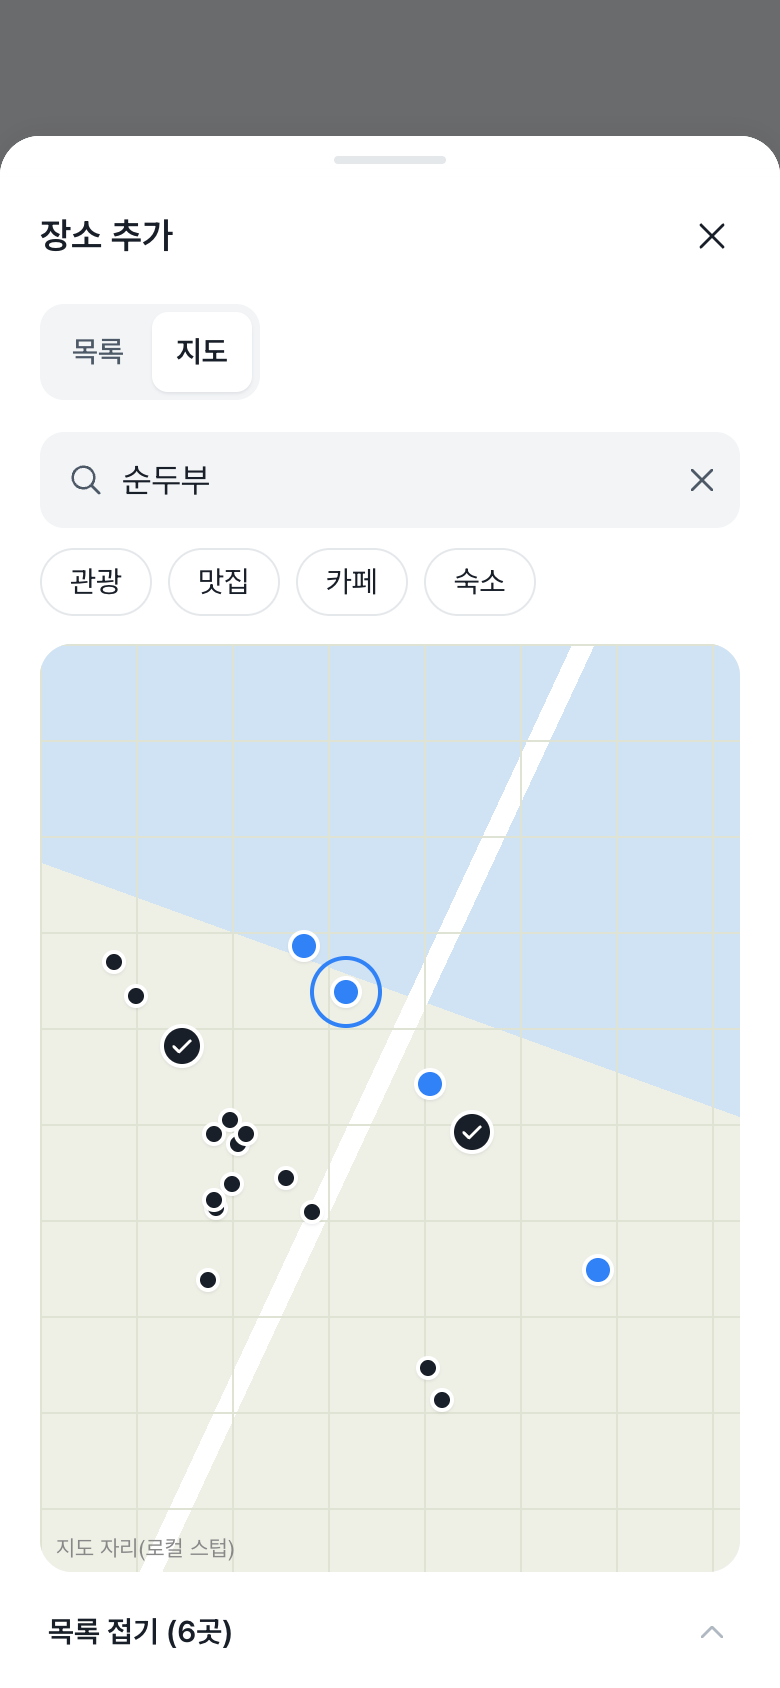 장소 추가
목록 지도
순두부
관광 맛집 카페 숙소
지도 자리(로컬 스텁)
목록 접기 (6곳)